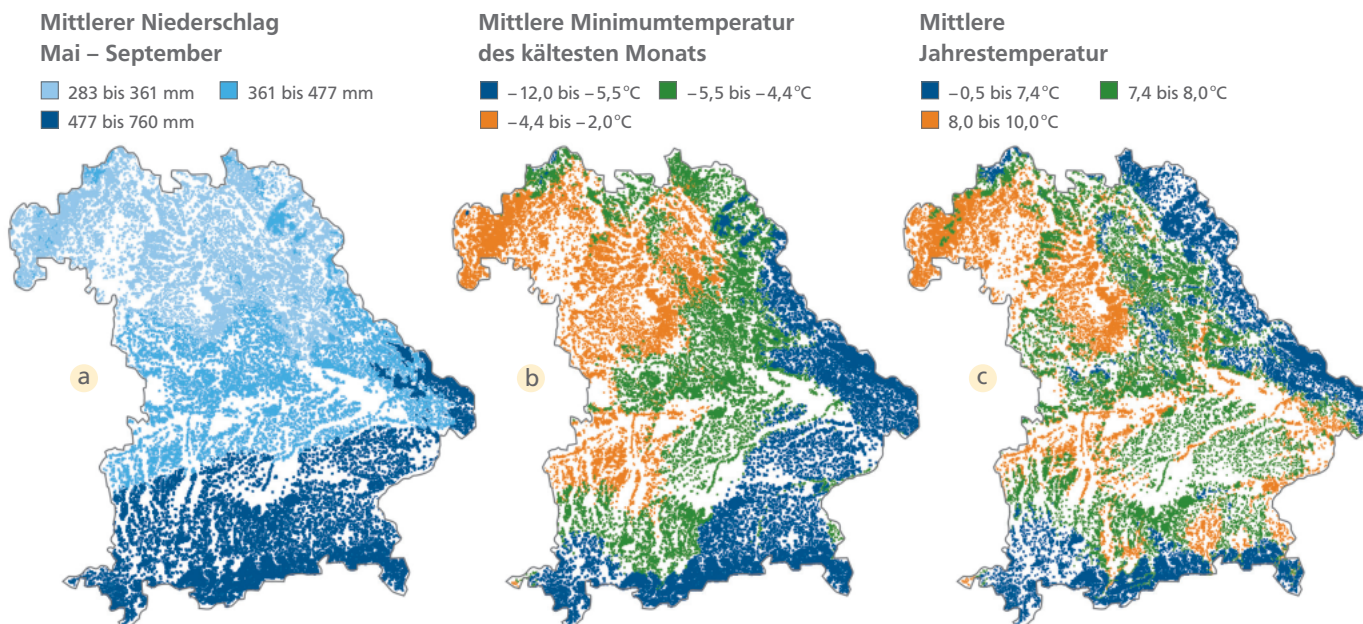 Mittlerer Niederschlag
Mai – September
283 bis 361 mm 361 bis 477 mm
477 bis 760 mm
Mittlere Minimumtemperatur
des kältesten Monats
–12,0 bis –5,5°C –5,5 bis –4,4°C
–4,4 bis –2,0°C
Mittlere
Jahrestemperatur
–0,5 bis 7,4°C 7,4 bis 8,0°C
8,0 bis 10,0°C
a
b
c